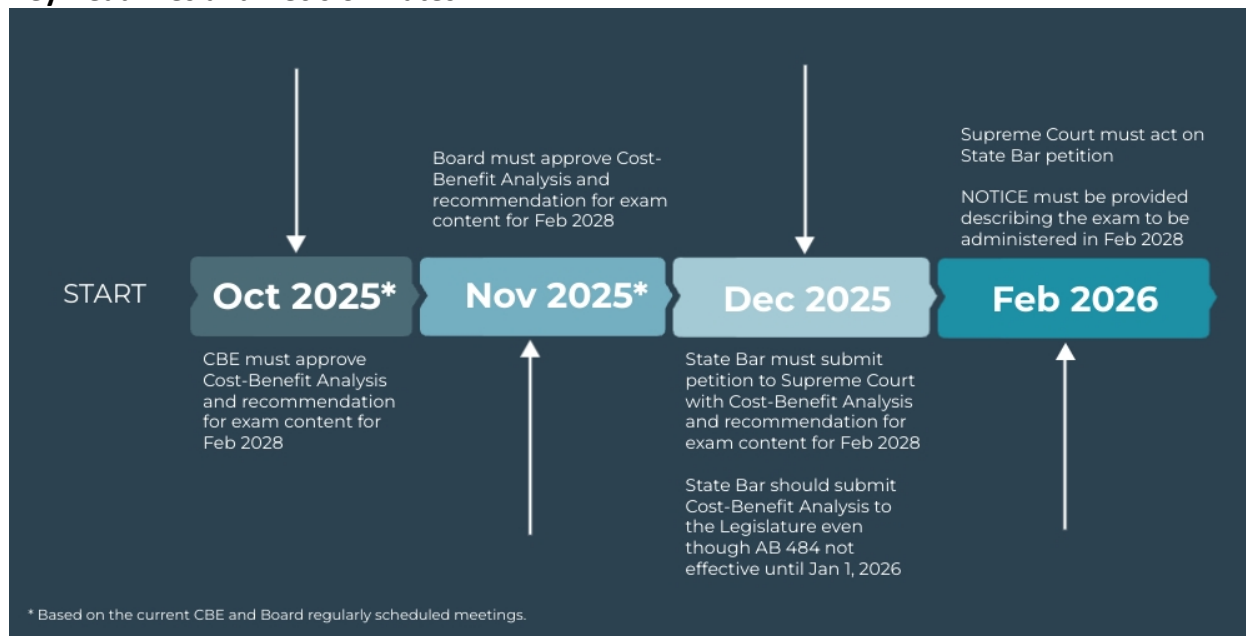 START
Oct 2025*
CBE must approve
Cost-Benefit Analysis
and recommendation
for exam content for
Feb 2028
Board must approve Cost-
Benefit Analysis and
recommendation for exam
content for Feb 2028
Nov 2025*
Dec 2025
State Bar must submit
petition to Supreme Court
with Cost-Benefit Analysis
and recommendation for
exam content for Feb 2028
State Bar should submit
Cost-Benefit Analysis to
the Legislature even
though AB 484 not
effective until Jan 1, 2026
Supreme Court must act on
State Bar petition
NOTICE must be provided
describing the exam to be
administered in Feb 2028
Feb 2026
* Based on the current CBE and Board regularly scheduled meetings.